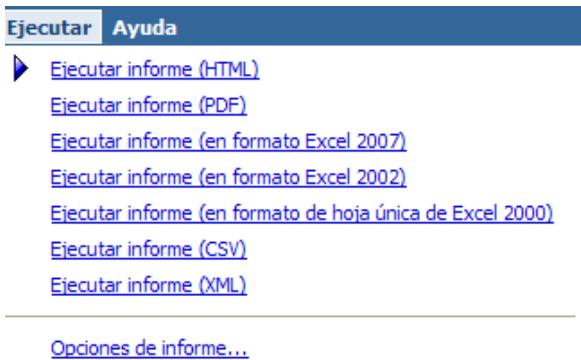 Ejecutar Ayuda
Ejecutar informe (HTML)
Ejecutar informe (PDF)
Ejecutar informe (en formato Excel 2007)
Ejecutar informe (en formato Excel 2002)
Ejecutar informe (en formato de hoja única de Excel 2000)
Ejecutar informe (CSV)
Ejecutar informe (XML)
Opciones de informe...